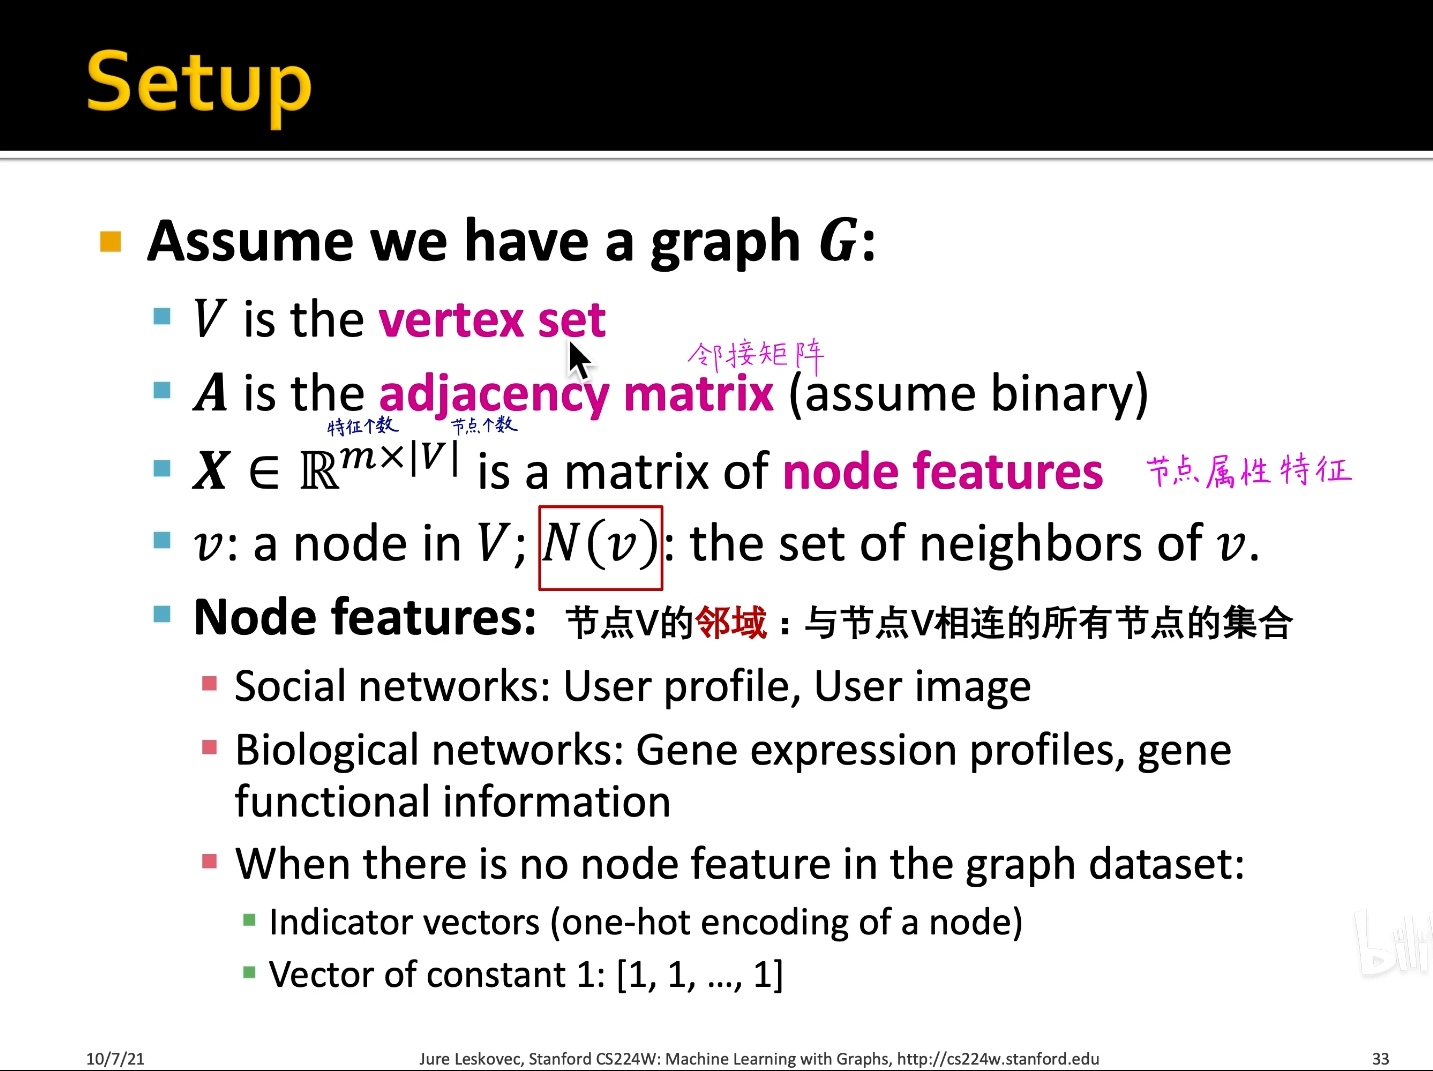 Setup
Assume we have a graph G:
V is the vertex set
邻接矩阵
A is the adjacency matrix (assume binary)
特征个数 节点个数
X ∈ ℝ^{m×|V|} is a matrix of node features 节点属性特征
v: a node in V; N(v): the set of neighbors of v.
Node features: 节点V的邻域：与节点V相连的所有节点的集合
Social networks: User profile, User image
Biological networks: Gene expression profiles, gene
functional information
When there is no node feature in the graph dataset:
Indicator vectors (one-hot encoding of a node)
Vector of constant 1: [1, 1, …, 1]
10/7/21 Jure Leskovec, Stanford CS224W: Machine Learning with Graphs, http://cs224w.stanford.edu 33